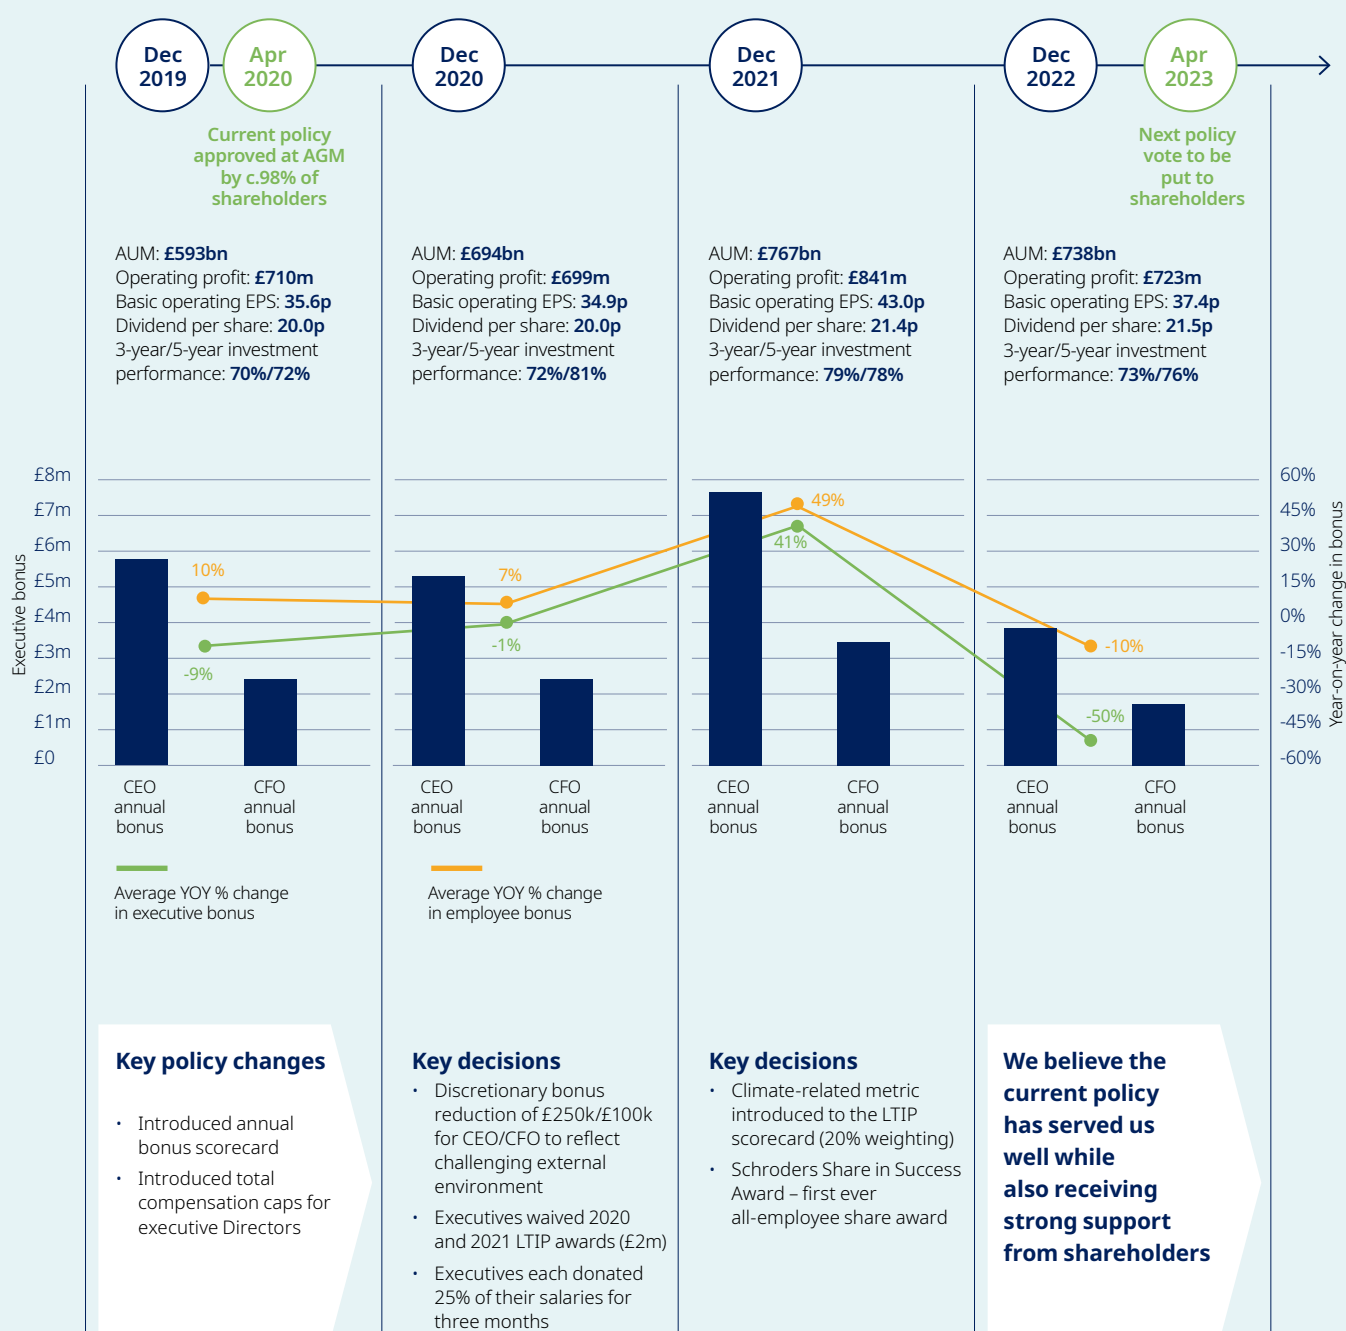 Dec
2019
Apr
2020
Dec
2020
Dec
2021
Dec
2022
Apr
2023
Current policy
approved at AGM
by c.98% of
shareholders
Next policy
vote to be
put to
shareholders
AUM: £593bn
Operating profit: £710m
Basic operating EPS: 35.6p
Dividend per share: 20.0p
3-year/5-year investment
performance: 70%/72%
AUM: £694bn
Operating profit: £699m
Basic operating EPS: 34.9p
Dividend per share: 20.0p
3-year/5-year investment
performance: 72%/81%
AUM: £767bn
Operating profit: £841m
Basic operating EPS: 43.0p
Dividend per share: 21.4p
3-year/5-year investment
performance: 79%/78%
AUM: £738bn
Operating profit: £723m
Basic operating EPS: 37.4p
Dividend per share: 21.5p
3-year/5-year investment
performance: 73%/76%
Executive bonus
£8m
£7m
£6m
£5m
£4m
£3m
£2m
£1m
£0
10%
-9%
7%
-1%
49%
41%
-10%
-50%
60%
45%
30%
15%
0%
-15%
-30%
-45%
-60%
Year-on-year change in bonus
CEO
annual
bonus
CFO
annual
bonus
CEO
annual
bonus
CFO
annual
bonus
CEO
annual
bonus
CFO
annual
bonus
CEO
annual
bonus
CFO
annual
bonus
Average YOY % change
in executive bonus
Average YOY % change
in employee bonus
Key policy changes
• Introduced annual
bonus scorecard
• Introduced total
compensation caps for
executive Directors
Key decisions
• Discretionary bonus
reduction of £250k/£100k
for CEO/CFO to reflect
challenging external
environment
• Executives waived 2020
and 2021 LTIP awards (£2m)
• Executives each donated
25% of their salaries for
three months
Key decisions
• Climate-related metric
introduced to the LTIP
scorecard (20% weighting)
• Schroders Share in Success
Award – first ever
all-employee share award
We believe the
current policy
has served us
well while
also receiving
strong support
from shareholders